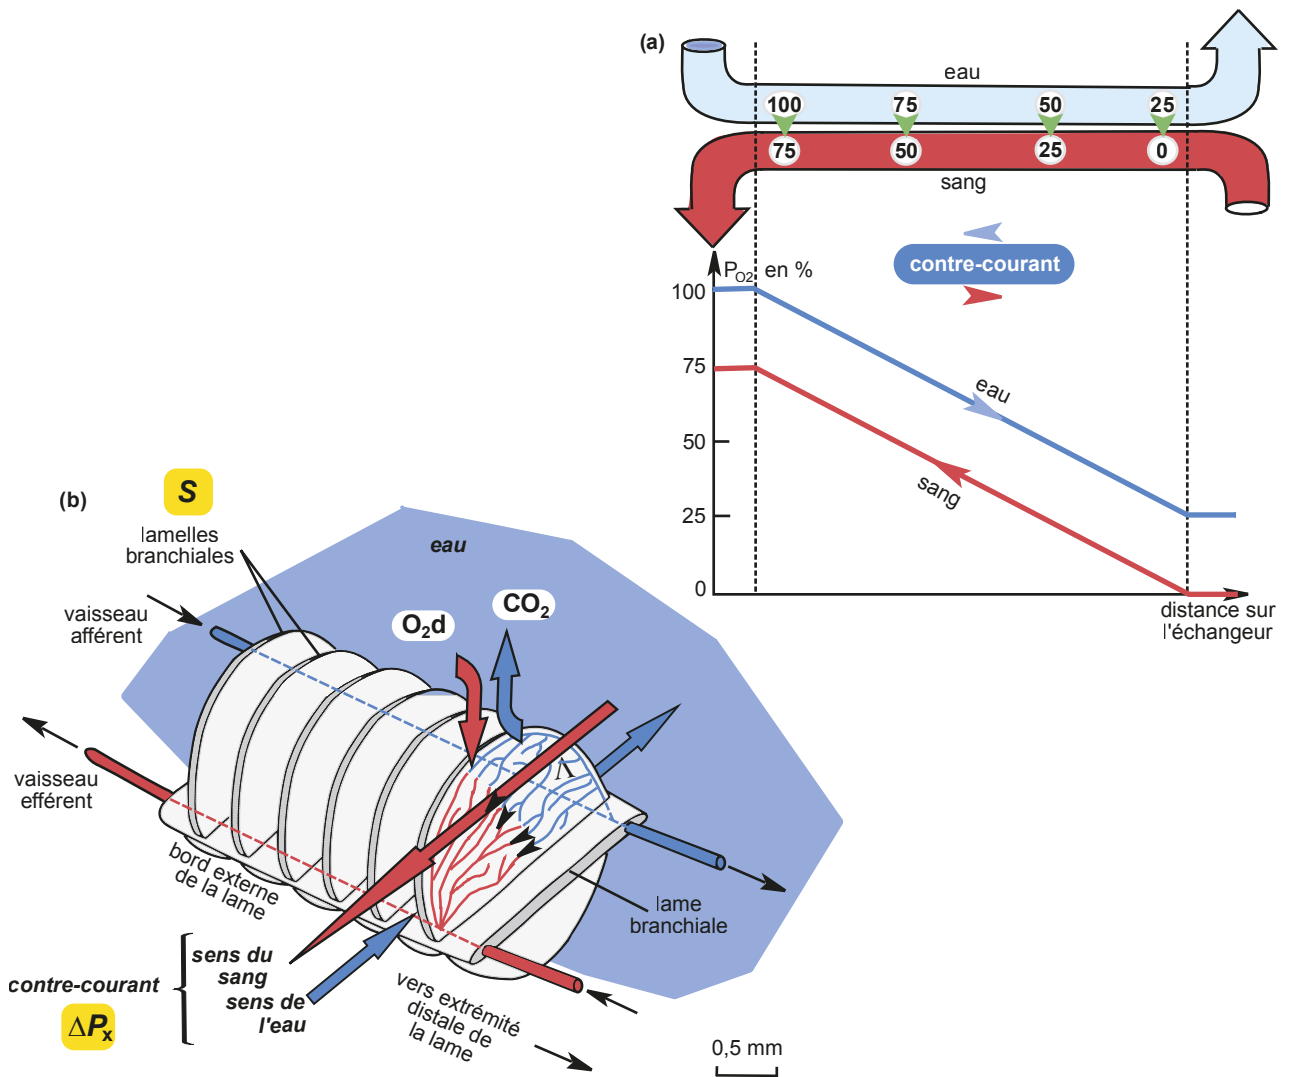 (a)
eau
100 75 50 25
75 50 25 0
sang
contre-courant
P_O2 en %
100
75
50
25
0
eau
sang
distance sur
l'échangeur
(b)
S
lamelles
branchiales
eau
vaisseau
afférent
O₂d
CO₂
vaisseau
efférent
bord externe
de la lame
lame
branchiale
contre-courant
sens du
sang
sens de
l'eau
ΔPx
vers extrémité
distale de
la lame
0,5 mm